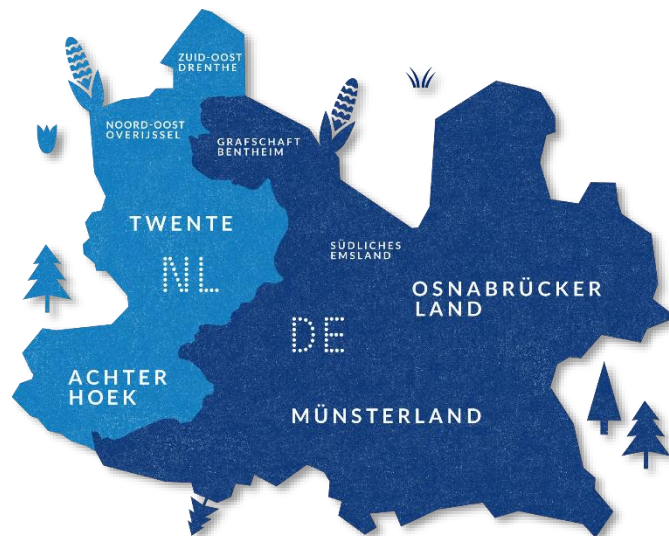 ZUID-OOST
DRENTHE
NOORD-OOST
OVERIJSSEL
GRAFSCHAFT
BENTHEIM
TWENTE
NL
SÜDLICHES
EMSLAND
OSNABRÜCKER
LAND
DE
ACHTER
HOEK
MÜNSTERLAND